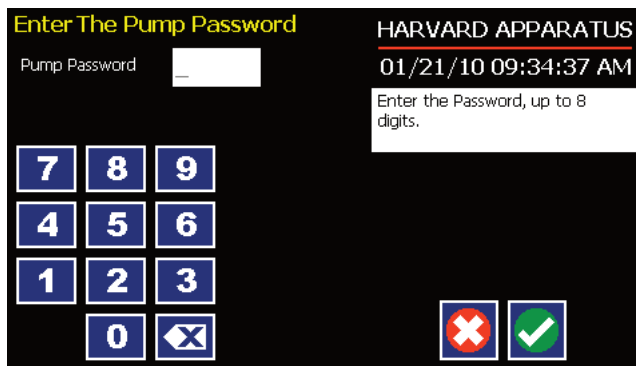 Enter The Pump Password
HARVARD APPARATUS
Pump Password
_
01/21/10 09:34:37 AM
Enter the Password, up to 8
digits.
7 8 9
4 5 6
1 2 3
0